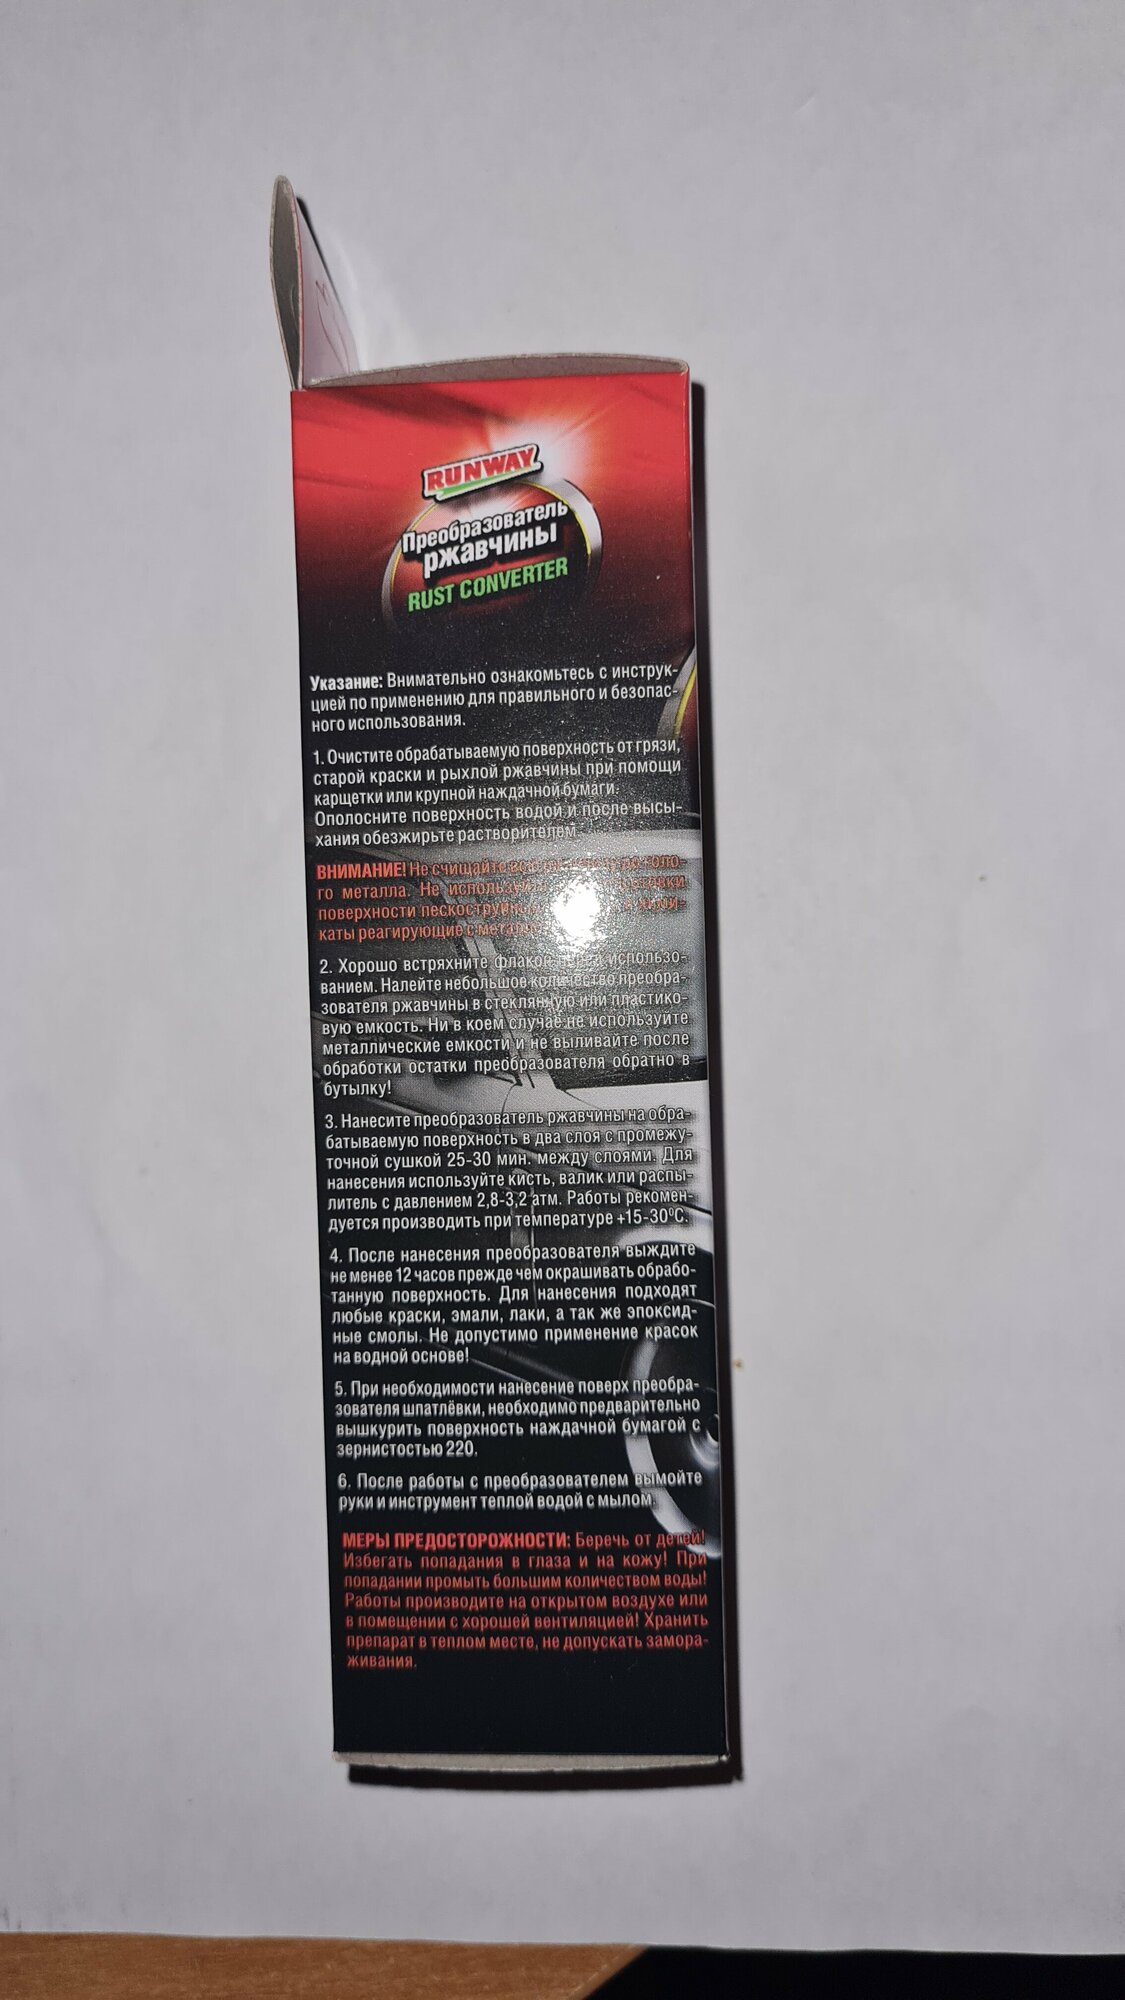 RUNWAY
Преобразователь
ржавчины
RUST CONVERTER
Указание: Внимательно ознакомьтесь с инструк-
цией по применению для правильного и безопас-
ного использования.
1. Очистите обрабатываемую поверхность от грязи,
старой краски и рыхлой ржавчины при помощи
карщетки или крупной наждачной бумаги.
Ополосните поверхность водой и после высы-
хания обезжирьте растворителем
ВНИМАНИЕ! Не счищайте до голо-
го металла. Не
поверхности
каты реагирующие с
2. Хорошо встряхните флакон использо-
ванием. Налейте небольшое количество преобра-
зователя ржавчины в стеклянную или пластико-
вую емкость. Ни в коем случае не используйте
металлические емкости и не выливайте после
обработки остатки преобразователя обратно в
бутылку!
3. Нанесите преобразователь ржавчины на обра-
батываемую поверхность в два слоя с промежу-
точной сушкой 25-30 мин. между слоями. Для
нанесения используйте кисть, валик или распы-
литель с давлением 2,8-3,2 атм. Работы рекомен-
дуется производить при температуре +15-30ºС.
4. После нанесения преобразователя выждите
не менее 12 часов прежде чем окрашивать обрабо-
танную поверхность. Для нанесения подходят
любые краски, эмали, лаки, а так же эпоксид-
ные смолы. Не допустимо применение красок
на водной основе!
5. При необходимости нанесение поверх преобра-
зователя шпатлёвки, необходимо предварительно
вышкурить поверхность наждачной бумагой с
зернистостью 220.
6. После работы с преобразователем вымойте
руки и инструмент теплой водой с мылом.
МЕРЫ ПРЕДОСТОРОЖНОСТИ: Беречь от детей!
Избегать попадания в глаза и на кожу! При
попадании промыть большим количеством воды!
Работы производите на открытом воздухе или
в помещении с хорошей вентиляцией! Хранить
препарат в теплом месте, не допускать замора-
живания.